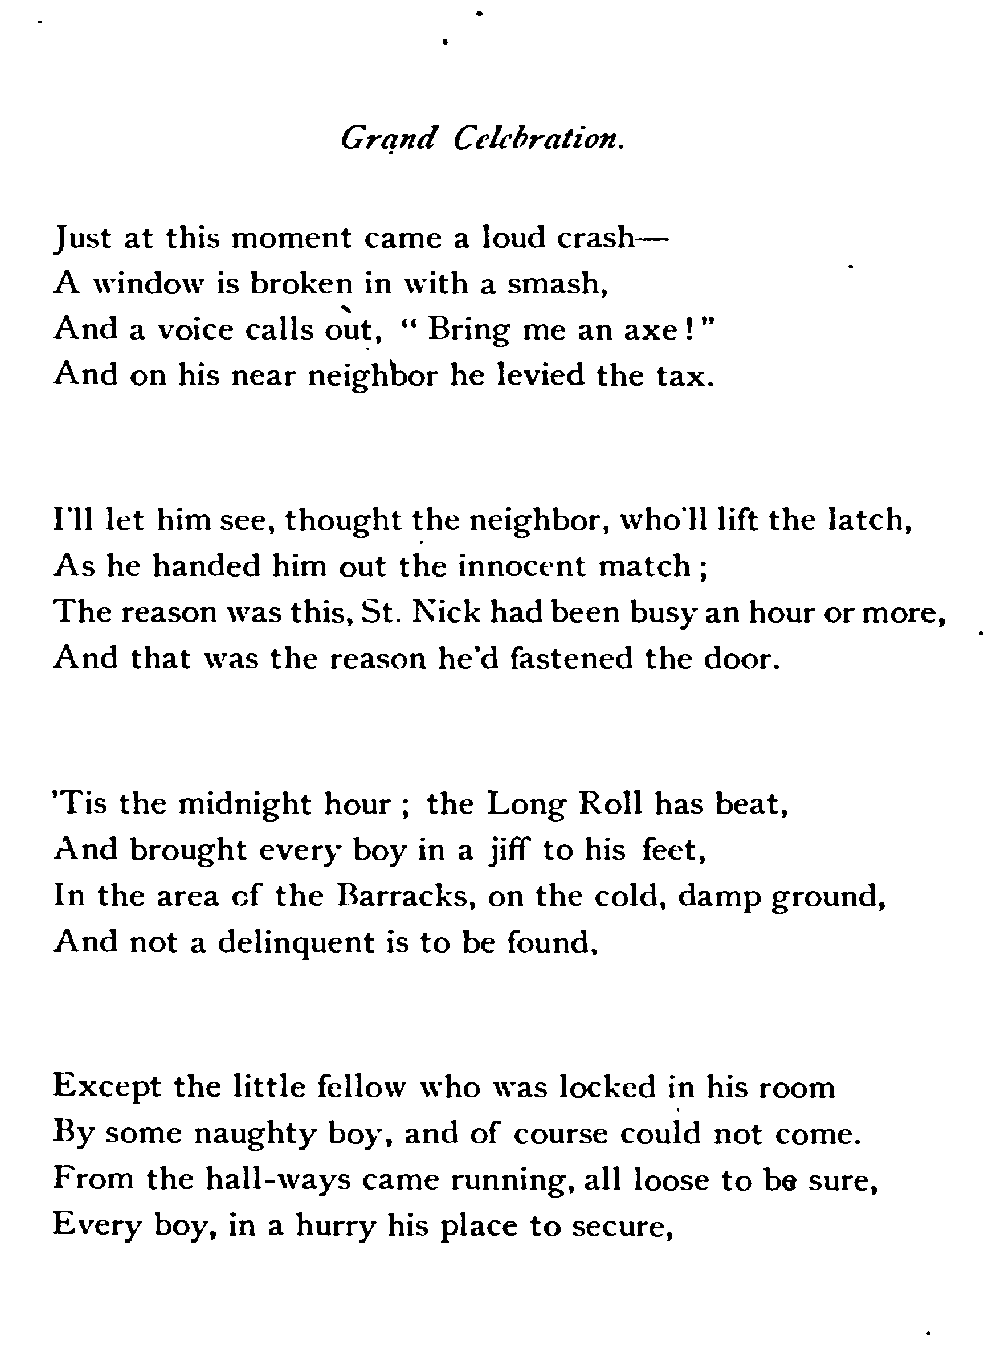 Grand Celebration.
Just at this moment came a loud crash—
A window is broken in with a smash,
And a voice calls out, “ Bring me an axe ! ”
And on his near neighbor he levied the tax.
I'll let him see, thought the neighbor, who'll lift the latch,
As he handed him out the innocent match ;
The reason was this, St. Nick had been busy an hour or more,
And that was the reason he'd fastened the door.
'Tis the midnight hour ; the Long Roll has beat,
And brought every boy in a jiff to his feet,
In the area of the Barracks, on the cold, damp ground,
And not a delinquent is to be found,
Except the little fellow who was locked in his room
By some naughty boy, and of course could not come.
From the hall-ways came running, all loose to be sure,
Every boy, in a hurry his place to secure,